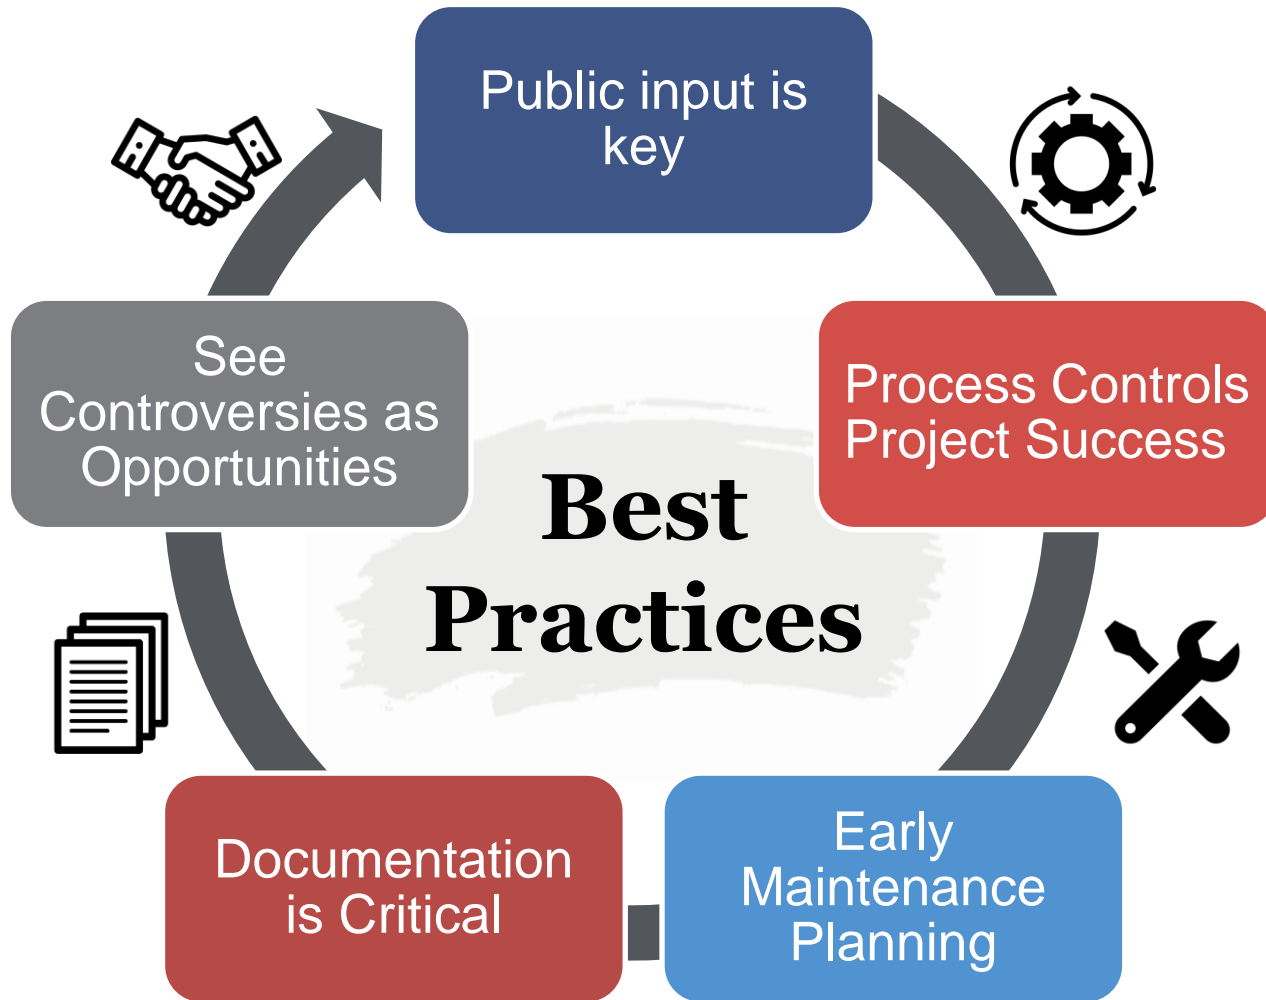 Public input is
key
Process Controls
Project Success
Early
Maintenance
Planning
Documentation
is Critical
See
Controversies as
Opportunities
Best
Practices